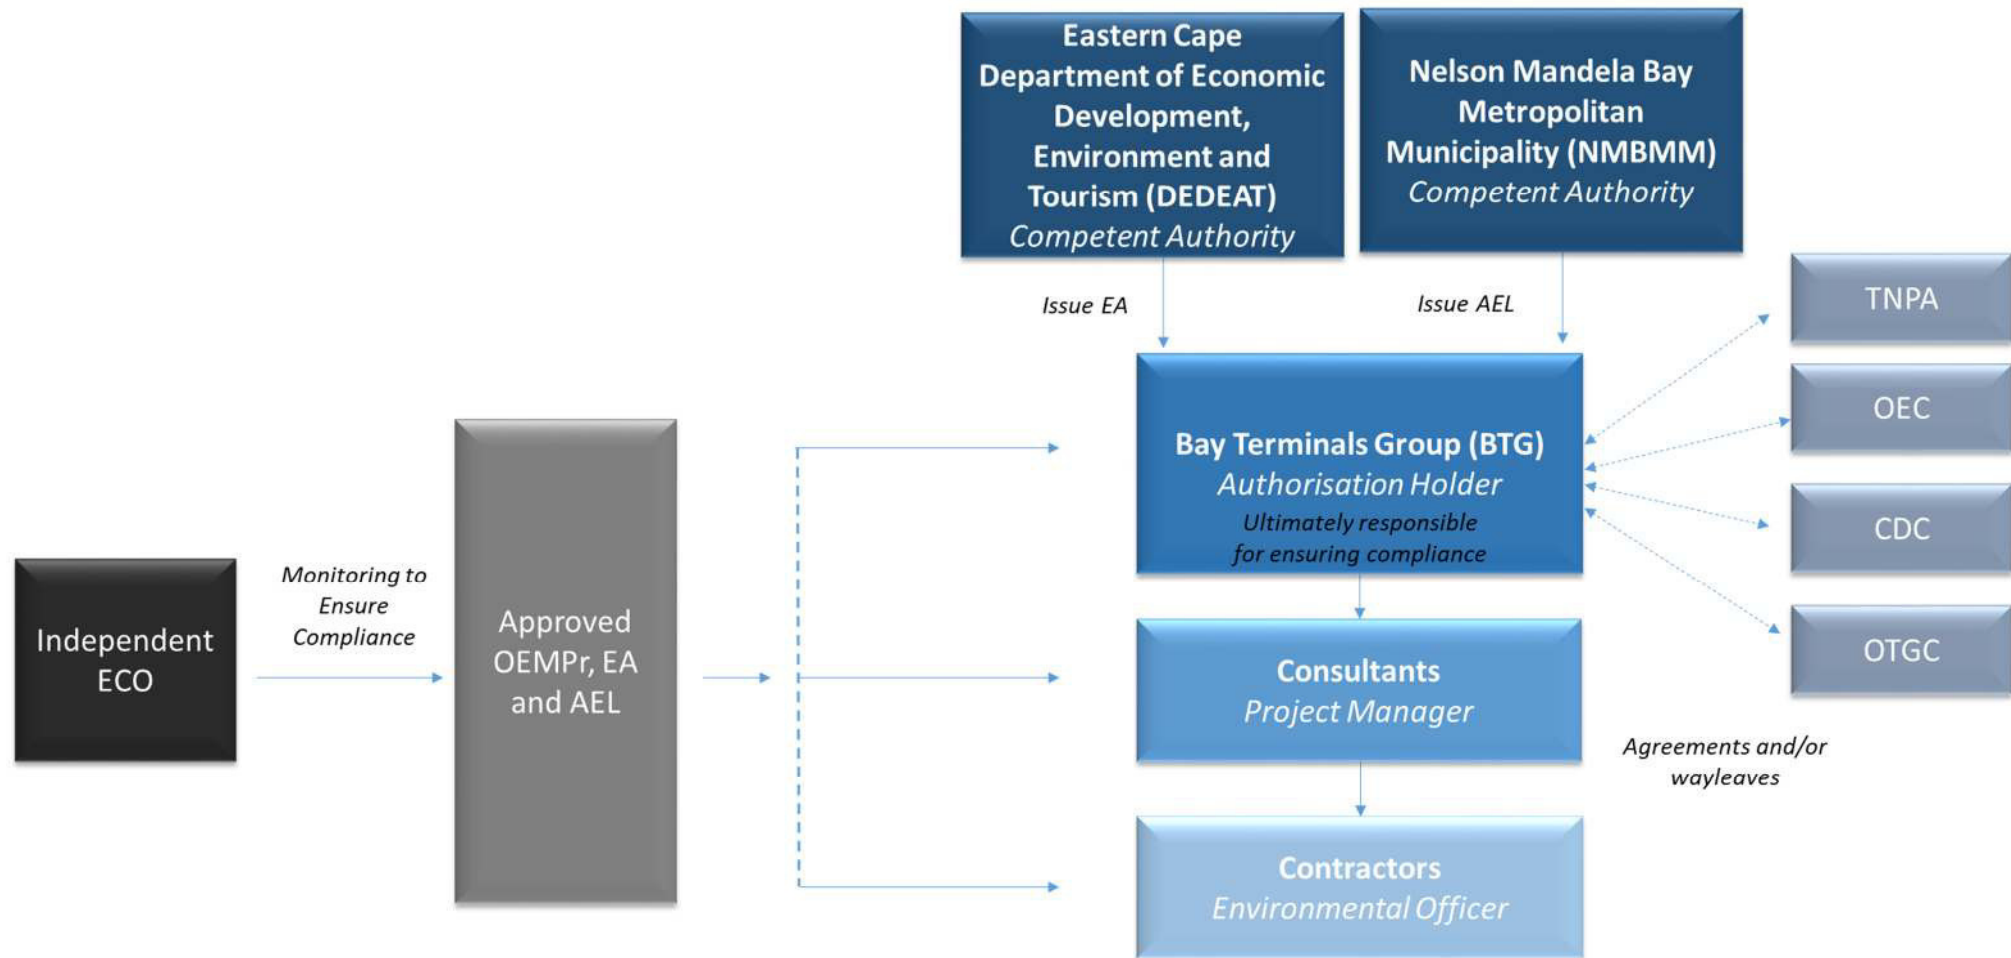 Eastern Cape
Department of Economic
Development,
Environment and
Tourism (DEDEAT)
Competent Authority
Nelson Mandela Bay
Metropolitan
Municipality (NMBMM)
Competent Authority
Issue EA
Issue AEL
TNPA
OEC
CDC
OTGC
Bay Terminals Group (BTG)
Authorisation Holder
Ultimately responsible
for ensuring compliance
Independent
ECO
Monitoring to
Ensure
Compliance
Approved
OEMPr, EA
and AEL
Consultants
Project Manager
Agreements and/or
wayleaves
Contractors
Environmental Officer